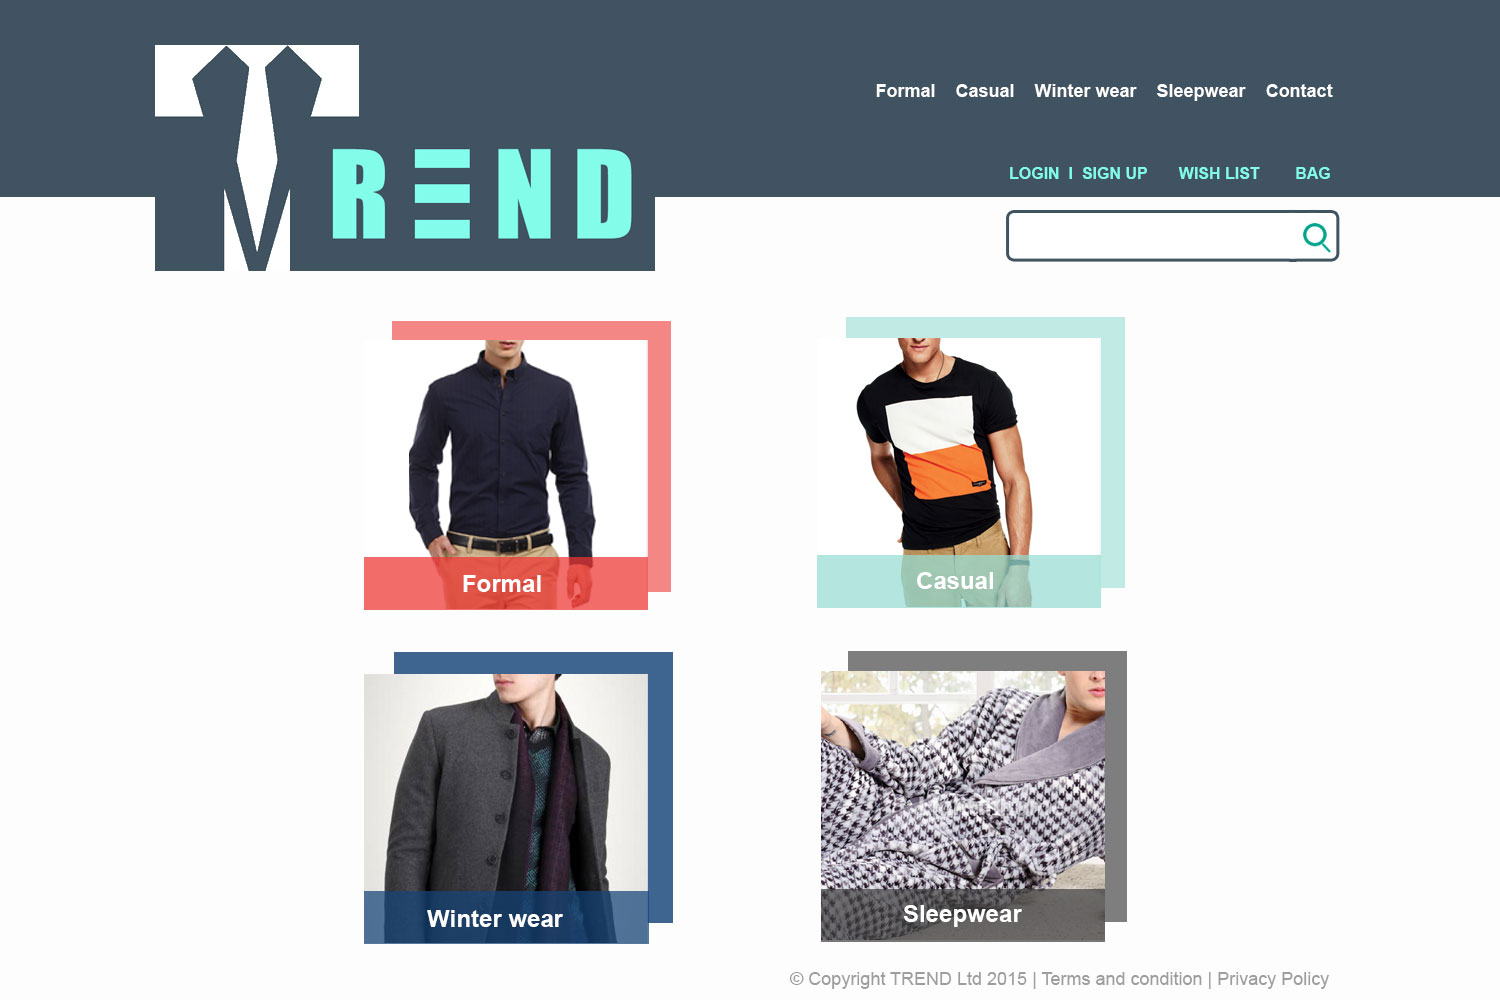 TREND
Formal Casual Winter wear Sleepwear Contact
LOGIN I SIGN UP WISH LIST BAG
Formal
Casual
Winter wear
Sleepwear
© Copyright TREND Ltd 2015 | Terms and condition | Privacy Policy